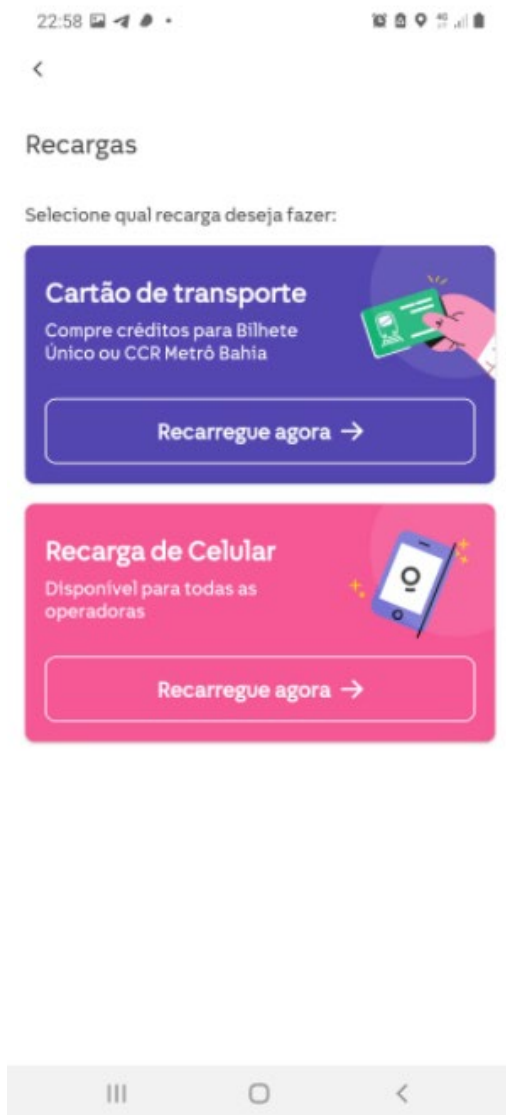 22:58
Recargas
Selecione qual recarga deseja fazer:
Cartão de transporte
Compre créditos para Bilhete
Único ou CCR Metrô Bahia
Recarregue agora →
Recarga de Celular
Disponível para todas as
operadoras
Recarregue agora →